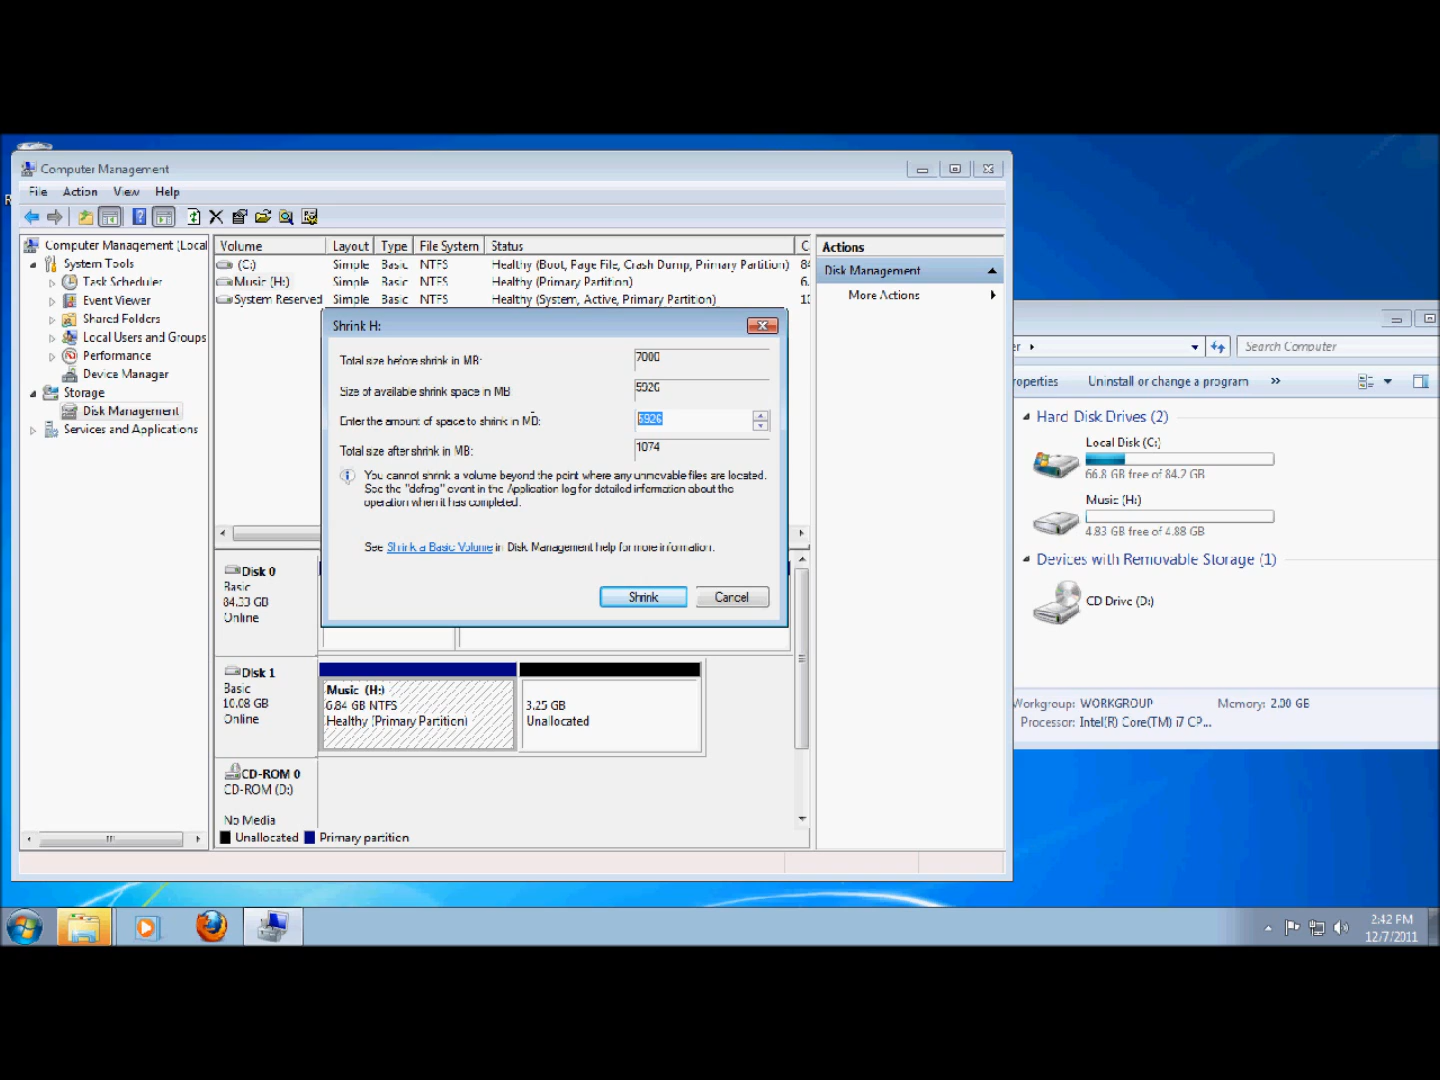 Computer Management
File Action View Help
Computer Management (Local
System Tools
Task Scheduler
Event Viewer
Shared Folders
Local Users and Groups
Performance
Device Manager
Storage
Disk Management
Services and Applications
Volume Layout Type File System Status C
(C:) Simple Basic NTFS Healthy (Boot, Page File, Crash Dump, Primary Partition) 84
Music (H:) Simple Basic NTFS Healthy (Primary Partition) 6.
System Reserved Simple Basic NTFS Healthy (System, Active, Primary Partition) 10
Shrink H:
Total size before shrink in MB: 7000
Size of available shrink space in MB: 5926
Enter the amount of space to shrink in MB: 5926
Total size after shrink in MB: 1074
You cannot shrink a volume beyond the point where any unmovable files are located.
See the "defrag" event in the Application log for detailed information about the
operation when it has completed.
See Shrink a Basic Volume in Disk Management help for more information.
Shrink Cancel
Disk 0
Basic
84.33 GB
Online
Disk 1
Basic
10.08 GB
Online
Music (H:)
6.84 GB NTFS
Healthy (Primary Partition)
3.25 GB
Unallocated
CD-ROM 0
CD-ROM (D:)
No Media
Unallocated Primary partition
Actions
Disk Management
More Actions
er
Search Computer
roperties Uninstall or change a program »
Hard Disk Drives (2)
Local Disk (C:)
66.8 GB free of 84.2 GB
Music (H:)
4.83 GB free of 4.88 GB
Devices with Removable Storage (1)
CD Drive (D:)
Workgroup: WORKGROUP Memory: 2.00 GB
Processor: Intel(R) Core(TM) i7 CP...
2:42 PM
12/7/2011